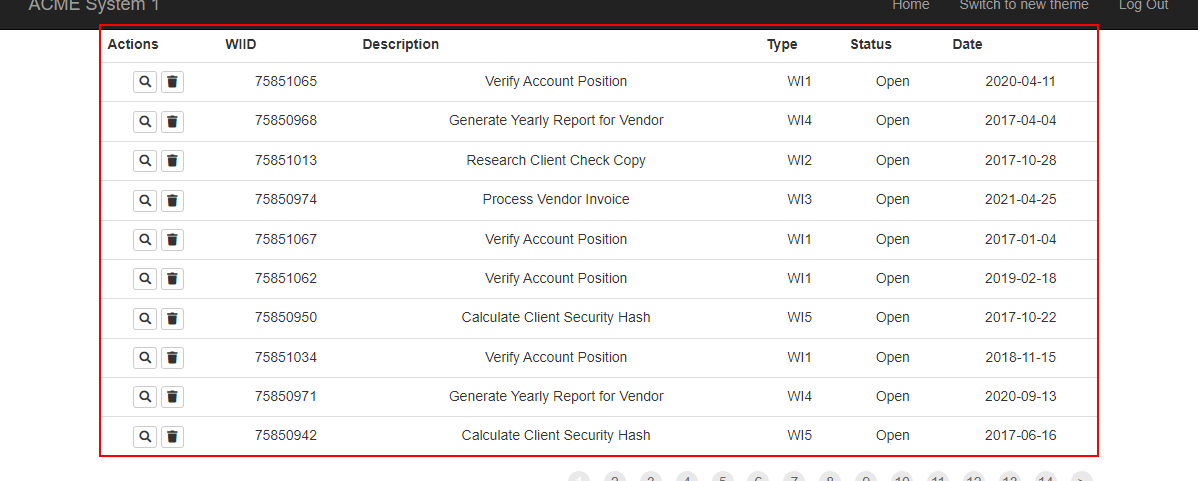 ACME System 1 Home Switch to new theme Log Out
Actions WIID Description Type Status Date
75851065 Verify Account Position WI1 Open 2020-04-11
75850968 Generate Yearly Report for Vendor WI4 Open 2017-04-04
75851013 Research Client Check Copy WI2 Open 2017-10-28
75850974 Process Vendor Invoice WI3 Open 2021-04-25
75851067 Verify Account Position WI1 Open 2017-01-04
75851062 Verify Account Position WI1 Open 2019-02-18
75850950 Calculate Client Security Hash WI5 Open 2017-10-22
75851034 Verify Account Position WI1 Open 2018-11-15
75850971 Generate Yearly Report for Vendor WI4 Open 2020-09-13
75850942 Calculate Client Security Hash WI5 Open 2017-06-16
1 2 3 4 5 6 7 8 9 10 11 12 13 14 >